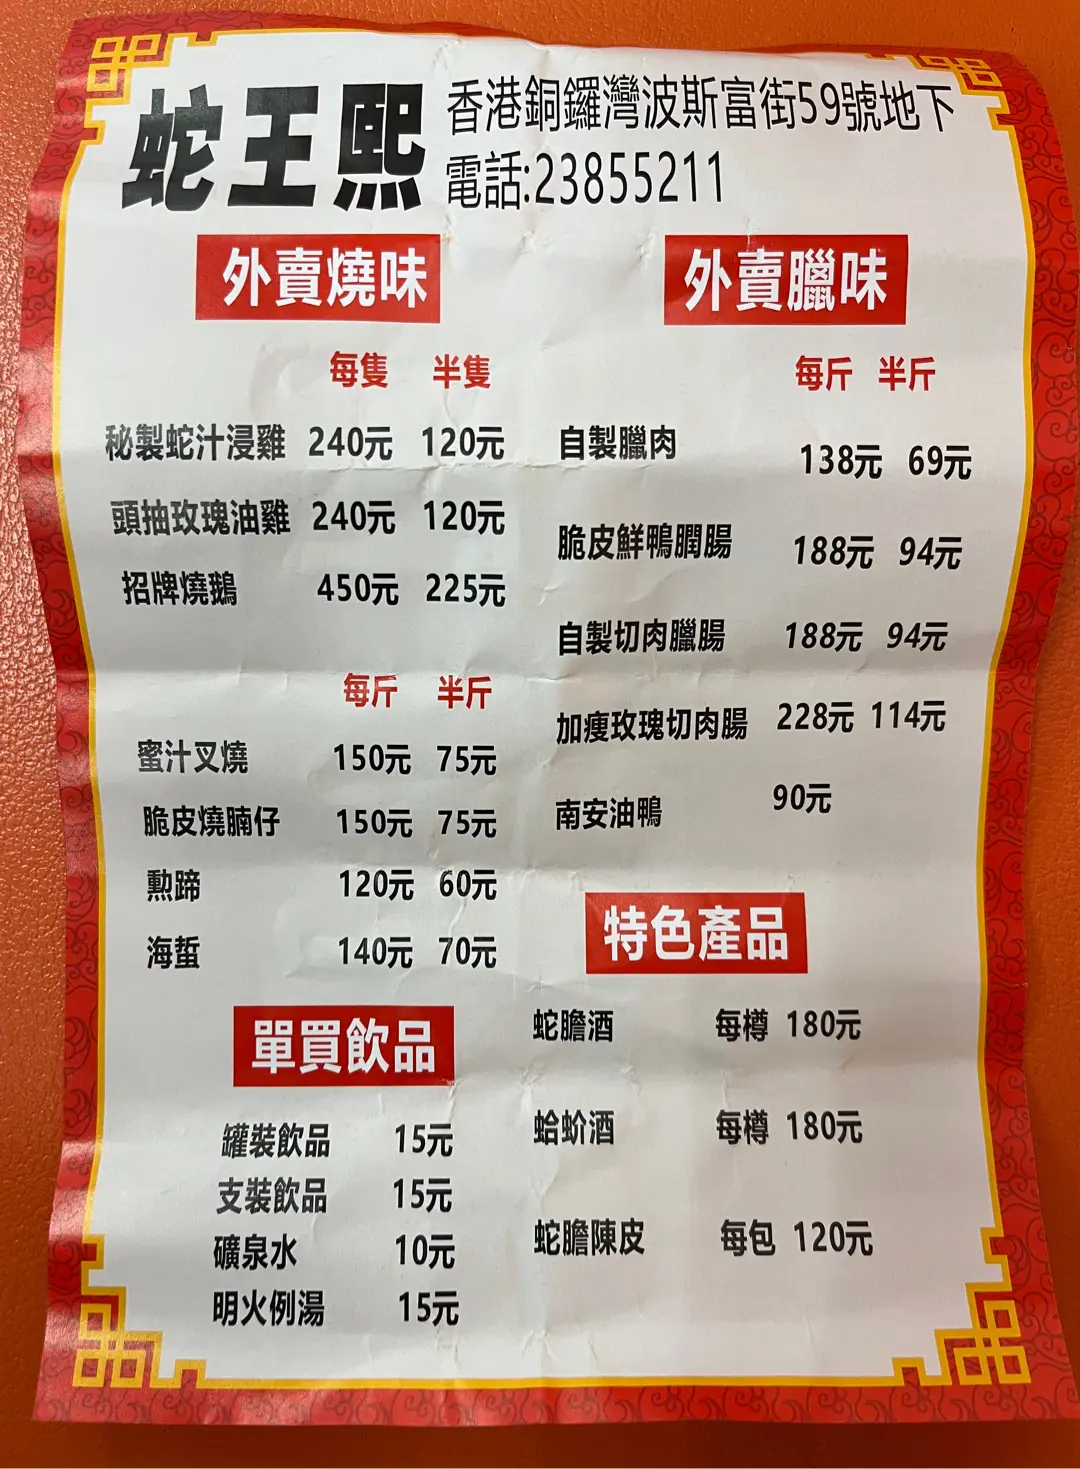 蛇王熙
香港銅鑼灣波斯富街59號地下
電話:23855211
外賣燒味
每隻 半隻
秘製蛇汁浸雞 240元 120元
頭抽玫瑰油雞 240元 120元
招牌燒鵝 450元 225元
每斤 半斤
蜜汁叉燒 150元 75元
脆皮燒腩仔 150元 75元
勲蹄 120元 60元
海蜇 140元 70元
單買飲品
罐裝飲品 15元
支裝飲品 15元
礦泉水 10元
明火例湯 15元
外賣臘味
每斤 半斤
自製臘肉 138元 69元
脆皮鮮鴨膶腸 188元 94元
自製切肉臘腸 188元 94元
加瘦玫瑰切肉腸 228元 114元
南安油鴨 90元
特色產品
蛇膽酒 每樽 180元
蛤蚧酒 每樽 180元
蛇膽陳皮 每包 120元